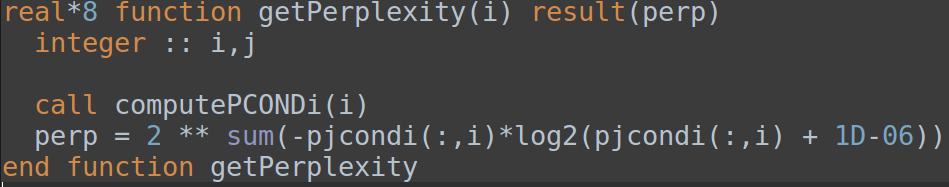 real*8 function getPerplexity(i) result(perp)
  integer :: i,j

  call computePCONDi(i)
  perp = 2 ** sum(-pjcondi(:,i)*log2(pjcondi(:,i) + 1D-06))
end function getPerplexity